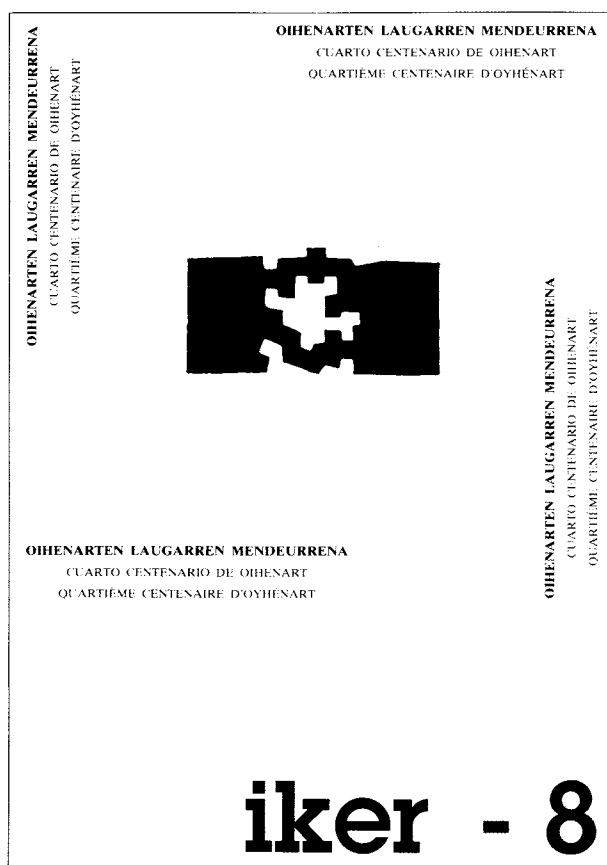 OIHENARTEN LAUGARREN MENDEURRENA
CUARTO CENTENARIO DE OIHENART
QUARTIÈME CENTENAIRE D'OYHÉNART
OIHENARTEN LAUGARREN MENDEURRENA
CUARTO CENTENARIO DE OIHENART
QUARTIÈME CENTENAIRE D'OYHÉNART
OIHENARTEN LAUGARREN MENDEURRENA
CUARTO CENTENARIO DE OIHENART
QUARTIÈME CENTENAIRE D'OYHÉNART
OIHENARTEN LAUGARREN MENDEURRENA
CUARTO CENTENARIO DE OIHENART
QUARTIÈME CENTENAIRE D'OYHÉNART
iker - 8